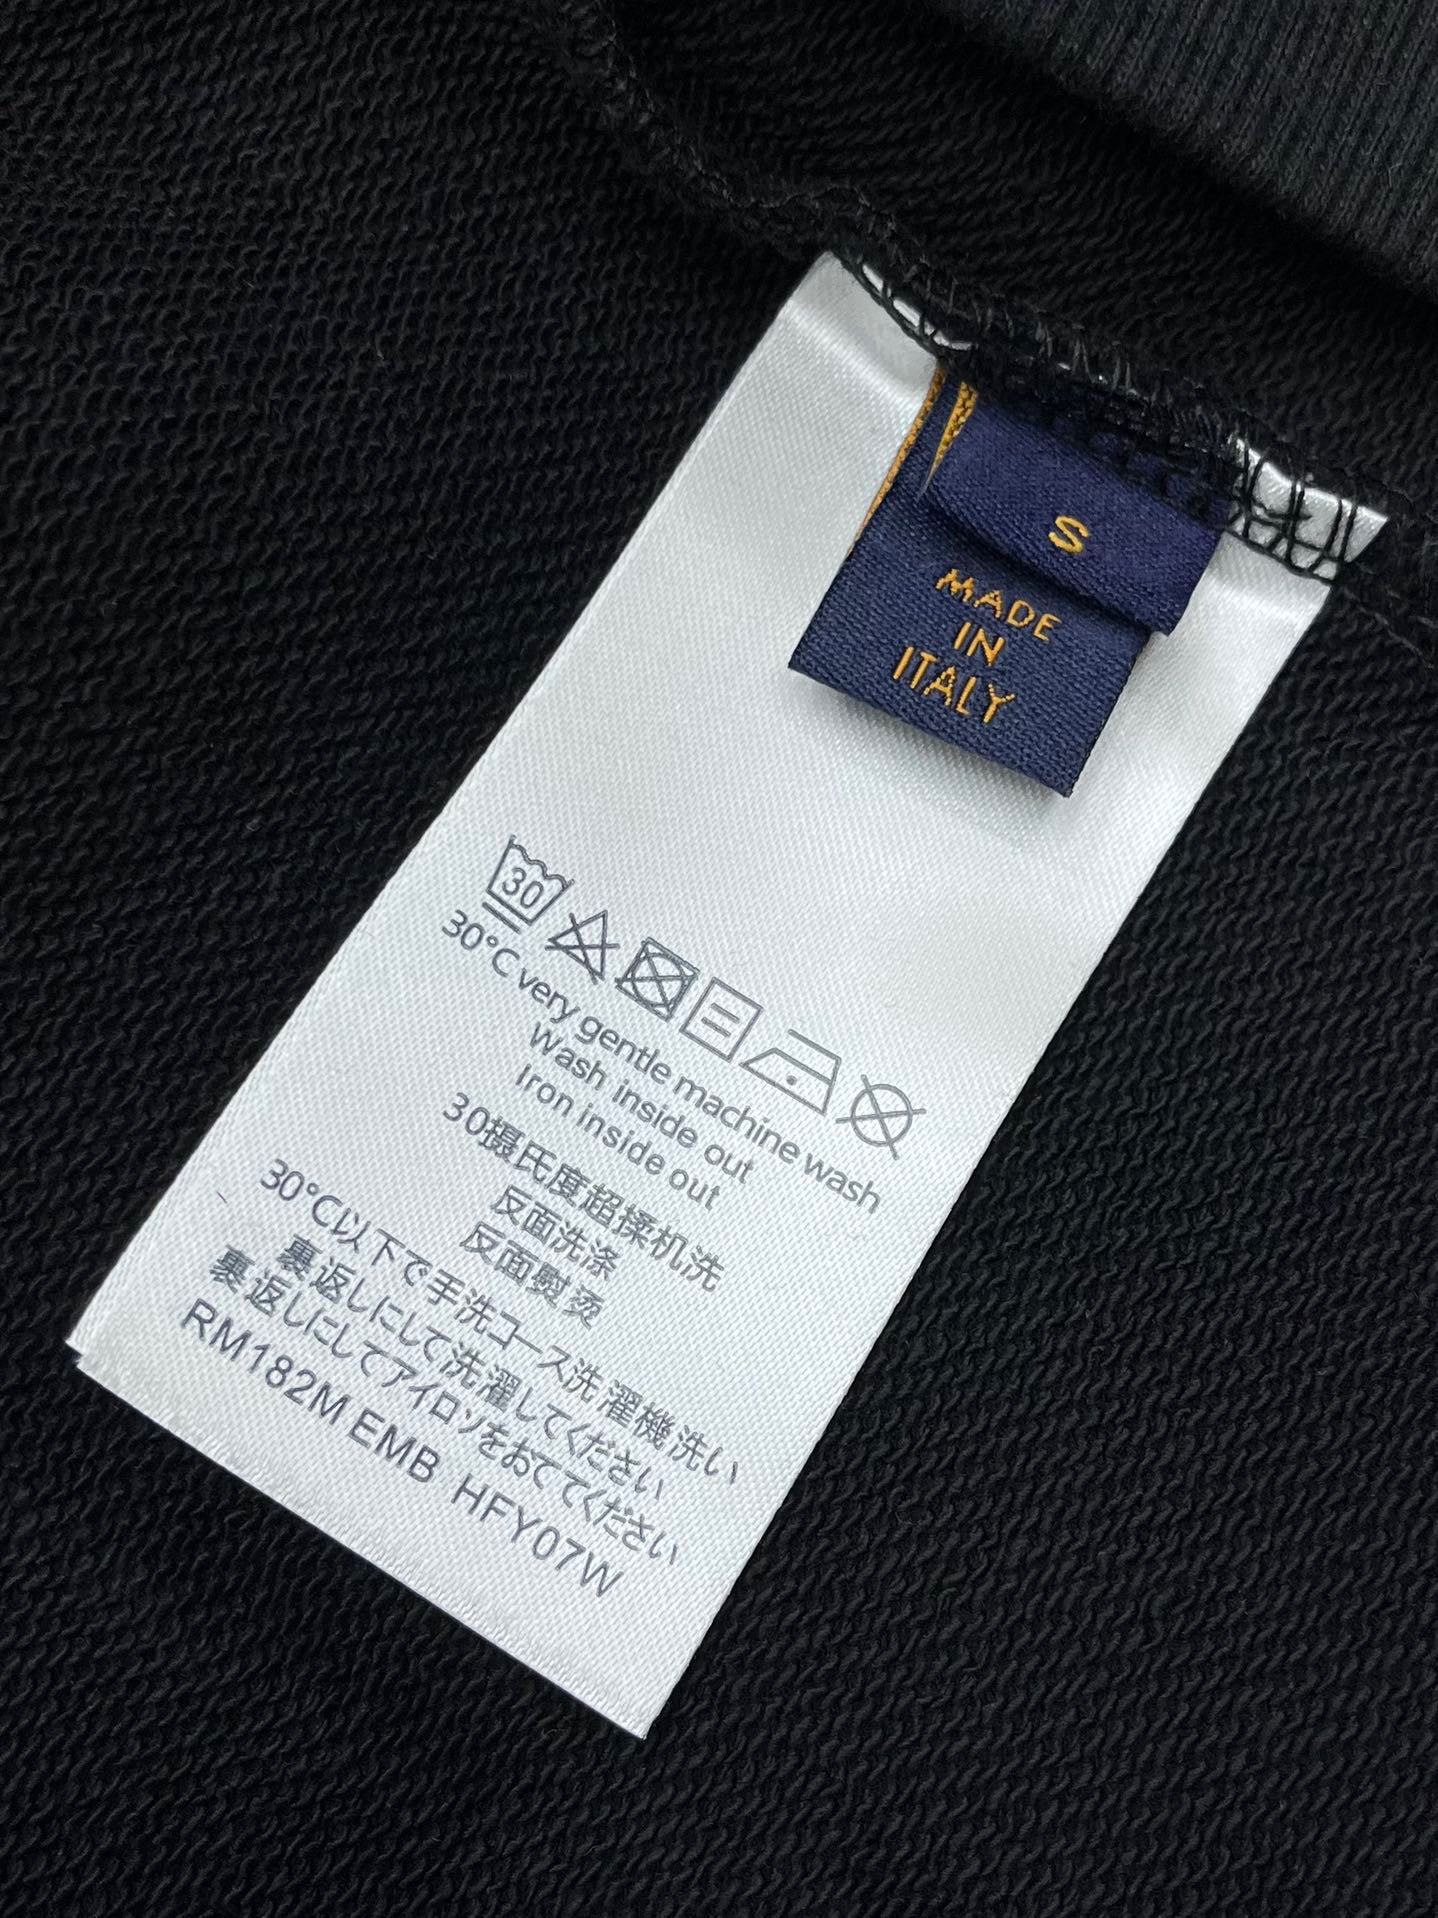 S
MADE
IN
ITALY
30
30°C very gentle machine wash
Wash inside out
Iron inside out
30摄氏度超揉机洗
反面洗涤
反面熨烫
30°C以下で手洗コース洗濯機洗い
裏返しにして洗濯してください
裏返しにしてアイロンをおててください
RM182M EMB HFY07W